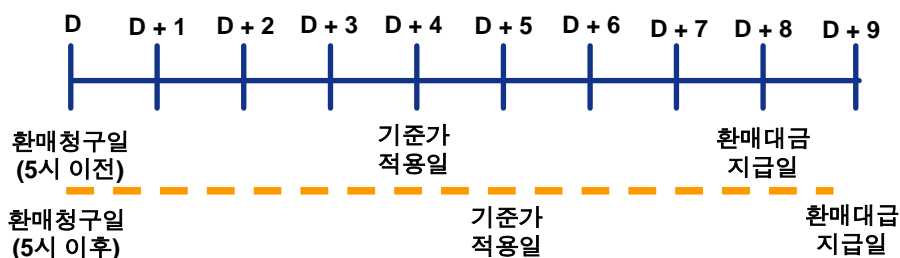 D D + 1 D + 2 D + 3 D + 4 D + 5 D + 6 D + 7 D + 8 D + 9
환매청구일 기준가 환매대금
(5시 이전) 적용일 지급일
환매청구일 기준가 환매대급
(5시 이후) 적용일 지급일